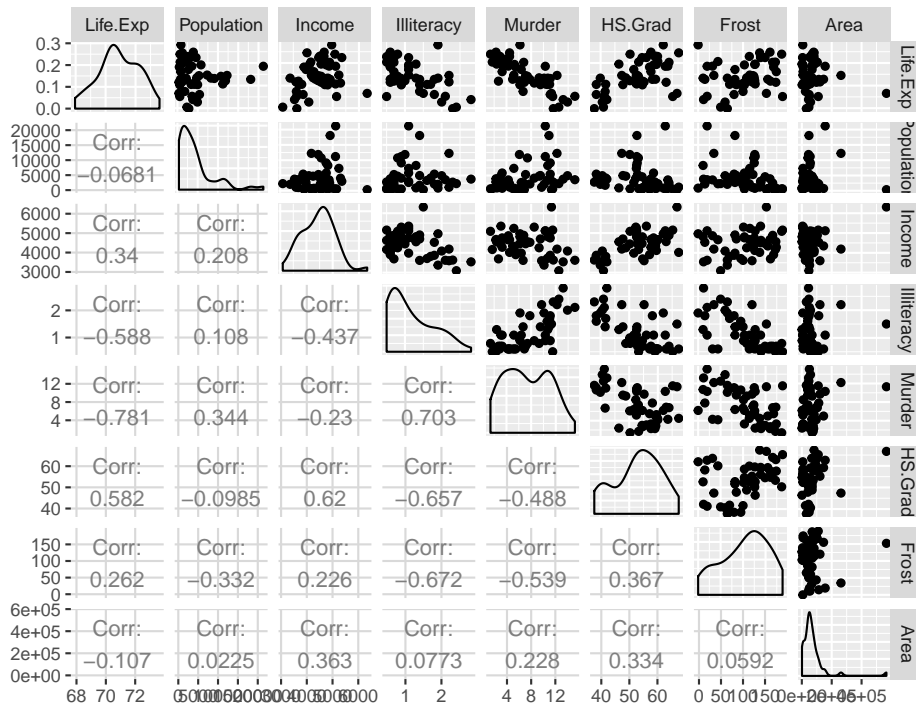 Life.Exp Population Income Illiteracy Murder HS.Grad Frost Area
0.3
0.2
0.1
0.0
Life.Exp
20000
15000
10000
5000
0
Corr:
−0.0681
Population
6000
5000
4000
3000
Corr: Corr:
0.34 0.208
Income
2
1
Corr: Corr: Corr:
−0.588 0.108 −0.437
Illiteracy
12
8
4
Corr: Corr: Corr: Corr:
−0.781 0.344 −0.23 0.703
Murder
60
50
40
Corr: Corr: Corr: Corr: Corr:
0.582 −0.0985 0.62 −0.657 −0.488
HS.Grad
150
100
50
0
Corr: Corr: Corr: Corr: Corr: Corr:
0.262 −0.332 0.226 −0.672 −0.539 0.367
Frost
6e+05
4e+05
2e+05
0e+00
Corr: Corr: Corr: Corr: Corr: Corr: Corr:
−0.107 0.0225 0.363 0.0773 0.228 0.334 0.0592
Area
68 70 72 1 2 4 8 12 40 50 60 0 50 100 150